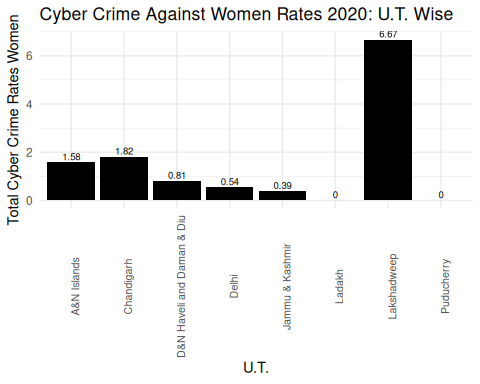 Cyber Crime Against Women Rates 2020: U.T. Wise
Total Cyber Crime Rates Women
6
4
2
0
1.58
1.82
0.81
0.54
0.39
0
6.67
0
A&N Islands
Chandigarh
D&N Haveli and Daman & Diu
Delhi
Jammu & Kashmir
Ladakh
Lakshadweep
Puducherry
U.T.